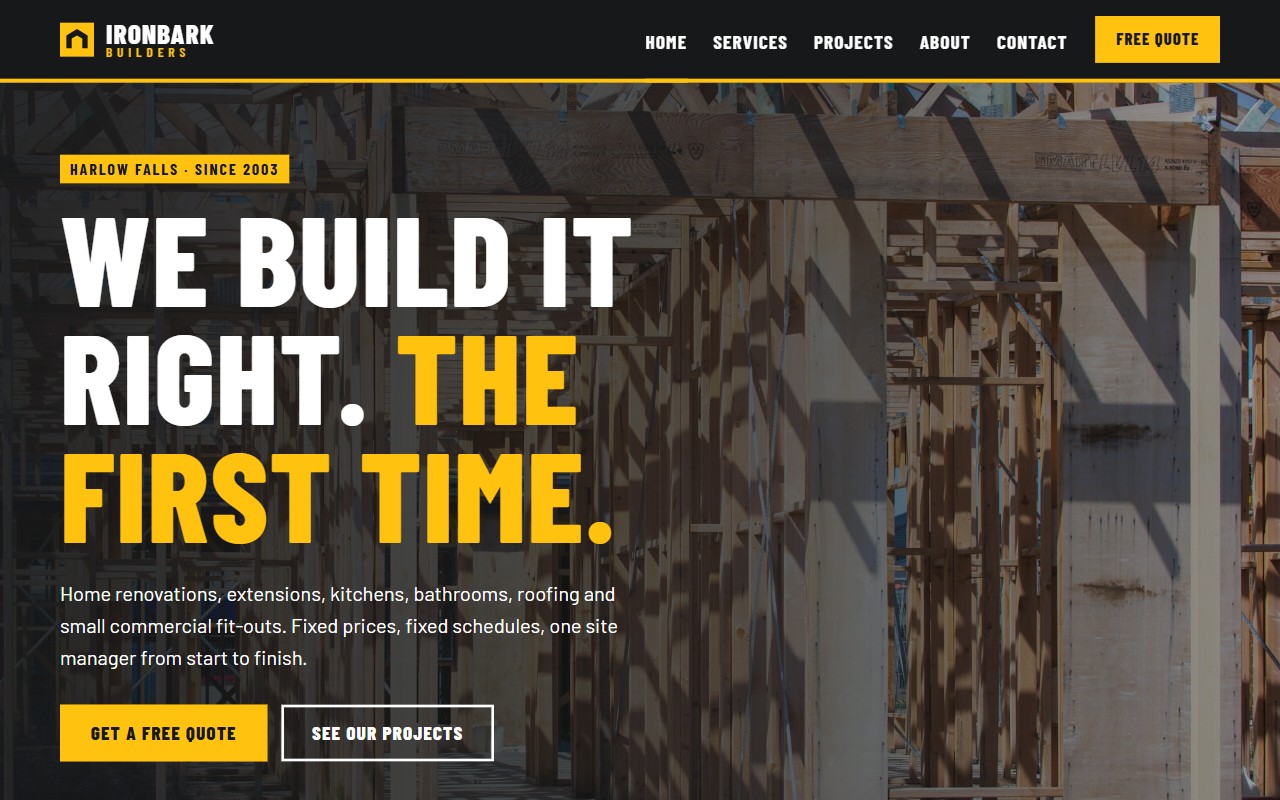 IRONBARK
BUILDERS
HOME SERVICES PROJECTS ABOUT CONTACT FREE QUOTE
HARLOW FALLS · SINCE 2003
WE BUILD IT
RIGHT. THE
FIRST TIME.
Home renovations, extensions, kitchens, bathrooms, roofing and
small commercial fit-outs. Fixed prices, fixed schedules, one site
manager from start to finish.
GET A FREE QUOTE SEE OUR PROJECTS